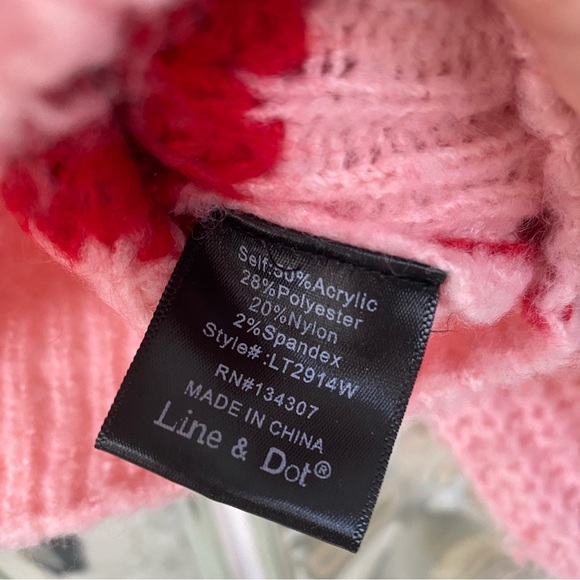 Self:50%Acrylic
28%Polyester
20%Nylon
2%Spandex
Style#:LT2914W
RN#134307
MADE IN CHINA
Line & Dot®